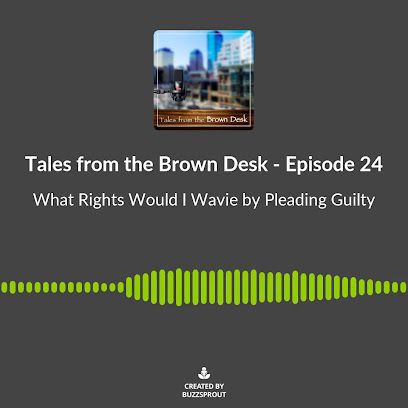 Tales from the Brown Desk
Tales from the Brown Desk - Episode 24
What Rights Would I Wavie by Pleading Guilty
CREATED BY
BUZZSPROUT